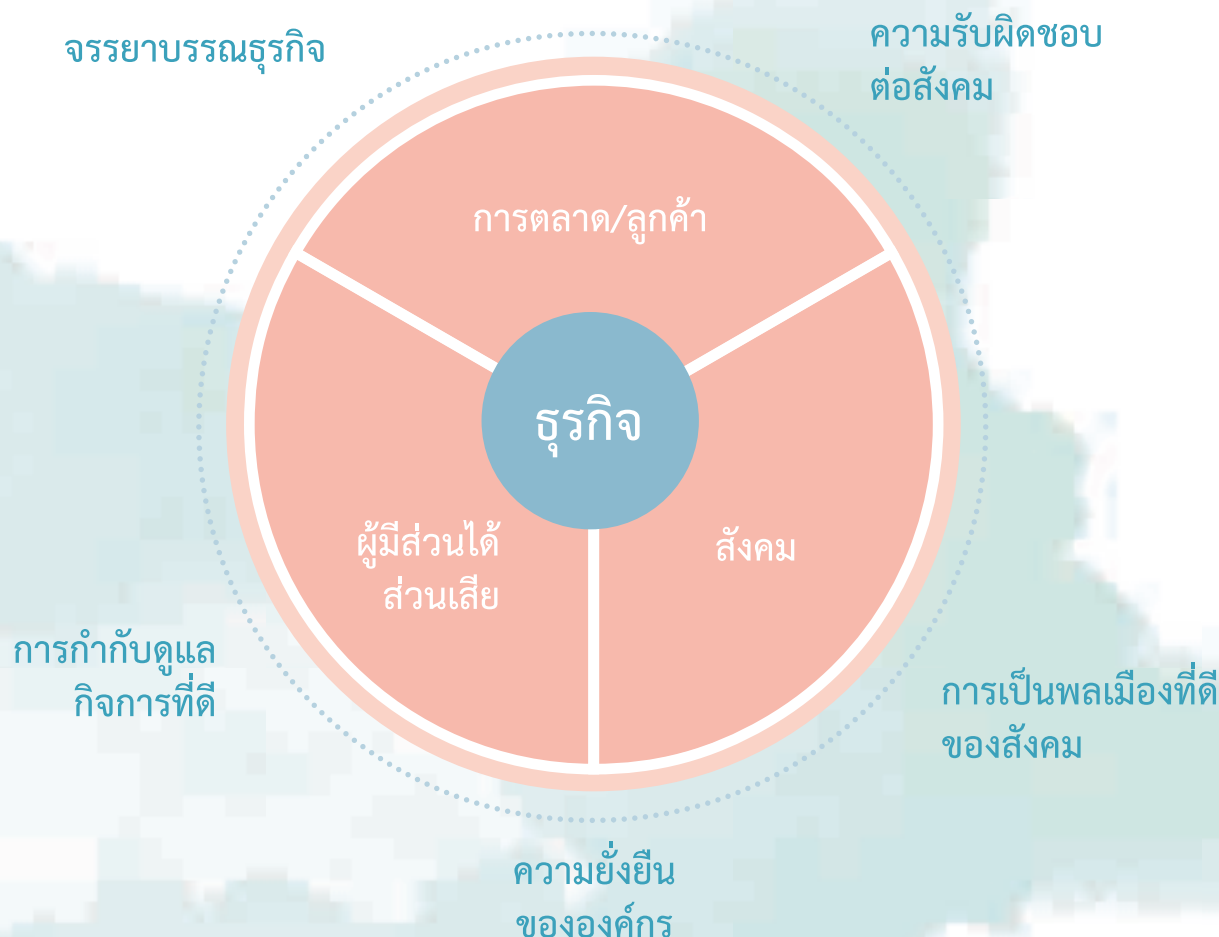 จรรยาบรรณธุรกิจ
ความรับผิดชอบ
ต่อสังคม
การตลาด/ลูกค้า
ธุรกิจ
ผู้มีส่วนได้
ส่วนเสีย
สังคม
การกำกับดูแล
กิจการที่ดี
การเป็นพลเมืองที่ดี
ของสังคม
ความยั่งยืน
ขององค์กร